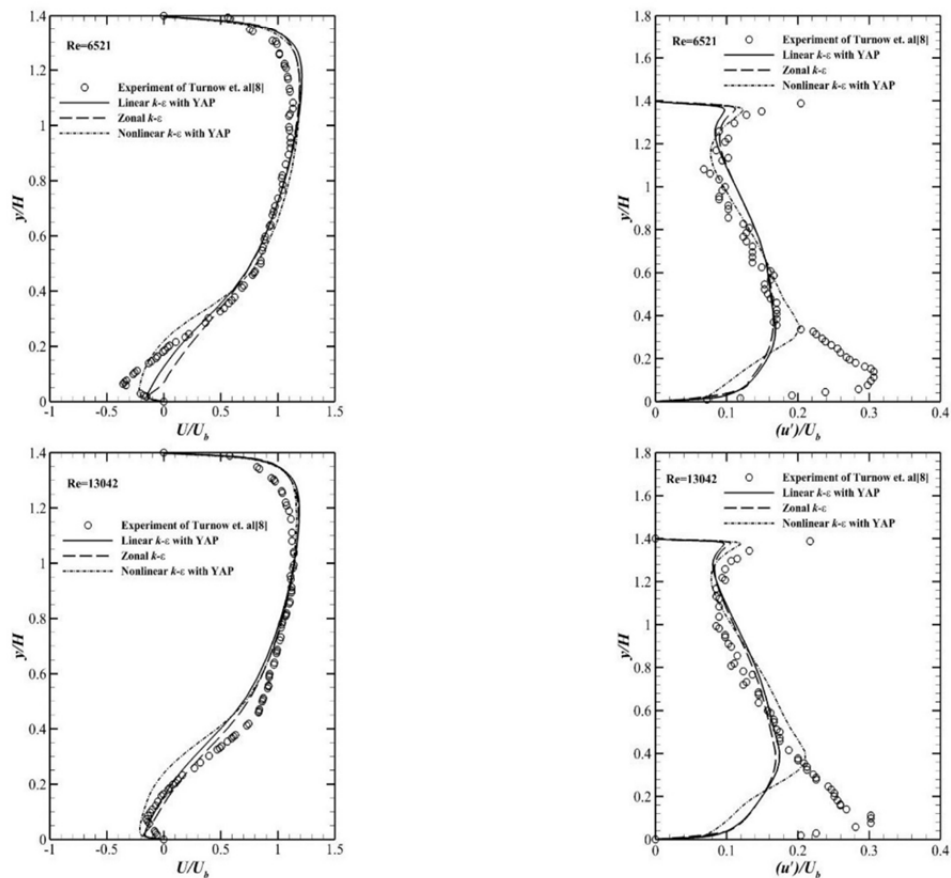 1.4
1.2
1
0.8
0.6
0.4
0.2
0
y/H
Re=6521
Experiment of Turnow et. al[8]
Linear k-ε with YAP
Zonal k-ε
Nonlinear k-ε with YAP
-1 -0.5 0 0.5 1 1.5
U/U_b
1.8
1.6
1.4
1.2
1
0.8
0.6
0.4
0.2
0
y/H
Re=6521
Experiment of Turnow et. al[8]
Linear k-ε with YAP
Zonal k-ε
Nonlinear k-ε with YAP
0 0.1 0.2 0.3 0.4
(u')/U_b
1.4
1.2
1
0.8
0.6
0.4
0.2
0
y/H
Re=13042
Experiment of Turnow et. al[8]
Linear k-ε with YAP
Zonal k-ε
Nonlinear k-ε with YAP
-1 -0.5 0 0.5 1 1.5
U/U_b
1.8
1.6
1.4
1.2
1
0.8
0.6
0.4
0.2
0
y/H
Re=13042
Experiment of Turnow et. al[8]
Linear k-ε with YAP
Zonal k-ε
Nonlinear k-ε with YAP
0 0.1 0.2 0.3 0.4
(u')/U_b